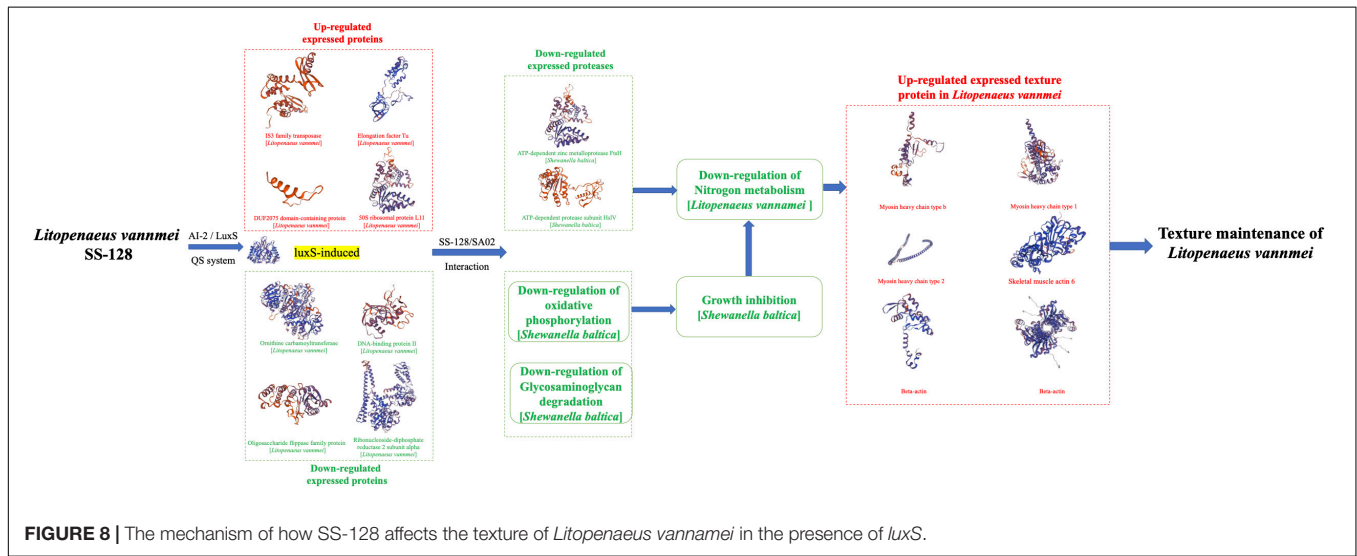 Up-regulated
expressed proteins
IS3 family transposase
[Litopenaeus vannmei]
Elongation factor Tu
[Litopenaeus vannmei]
DUF2075 domain-containing protein
[Litopenaeus vannmei]
50S ribosomal protein L11
[Litopenaeus vannmei]
Litopenaeus vannmei
SS-128
AI-2 / LuxS
QS system
luxS-induced
SS-128/SA02
Interaction
Ornithine carbamoyltransferase
[Litopenaeus vannmei]
DNA-binding protein II
[Litopenaeus vannmei]
Oligosaccharide flippase family protein
[Litopenaeus vannmei]
Ribonucleoside-diphosphate
reductase 2 subunit alpha
[Litopenaeus vannmei]
Down-regulated
expressed proteins
Down-regulated
expressed proteases
ATP-dependent zinc metalloprotease FtsH
[Shewanella baltica]
ATP-dependent protease subunit HslV
[Shewanella baltica]
Down-regulation of
oxidative
phosphorylation
[Shewanella baltica]
Down-regulation of
Glycosaminoglycan
degradation
[Shewanella baltica]
Down-regulation of
Nitrogon metabolism
[Litopenaeus vannamei ]
Growth inhibition
[Shewanella baltica]
Up-regulated expressed texture
protein in Litopenaeus vannmei
Myosin heavy chain type b
Myosin heavy chain type 1
Myosin heavy chain type 2
Skeletal muscle actin 6
Beta-actin
Beta-actin
Texture maintenance of
Litopenaeus vannmei
FIGURE 8 | The mechanism of how SS-128 affects the texture of Litopenaeus vannamei in the presence of luxS.